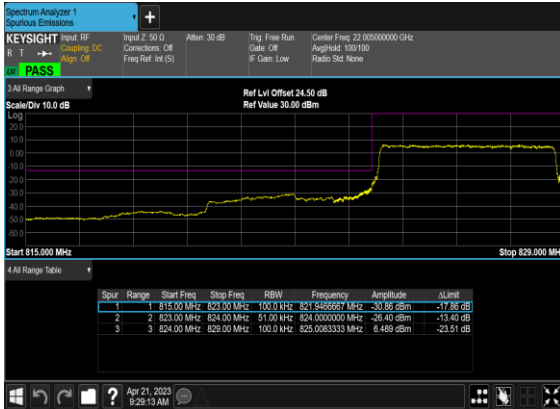 Spectrum Analyzer 1
Spurious Emissions
+
KEYSIGHT Input: RF Input Z: 50 Ω Atten: 30 dB Trig: Free Run Center Freq: 22.005000000 GHz
R T Coupling: DC Corrections: Off Gate: Off Avg|Hold: 100/100
Align: Off Freq Ref: Int (S) IF Gain: Low Radio Std: None
PASS
3 All Range Graph
Ref Lvl Offset 24.50 dB
Scale/Div 10.0 dB Ref Value 30.00 dBm
Log
20.0
10.0
0.00
-10.0
-20.0
-30.0
-40.0
-50.0
-60.0
Start 815.000 MHz Stop 829.000 MH
4 All Range Table
Spur Range Start Freq Stop Freq RBW Frequency Amplitude ΔLimit
1 1 815.00 MHz 823.00 MHz 100.0 kHz 821.9466667 MHz -30.86 dBm -17.86 dB
2 2 823.00 MHz 824.00 MHz 51.00 kHz 824.0000000 MHz -26.40 dBm -13.40 dB
3 3 824.00 MHz 829.00 MHz 100.0 kHz 825.0083333 MHz 6.489 dBm -23.51 dB
? Apr 21, 2023
9:29:13 AM